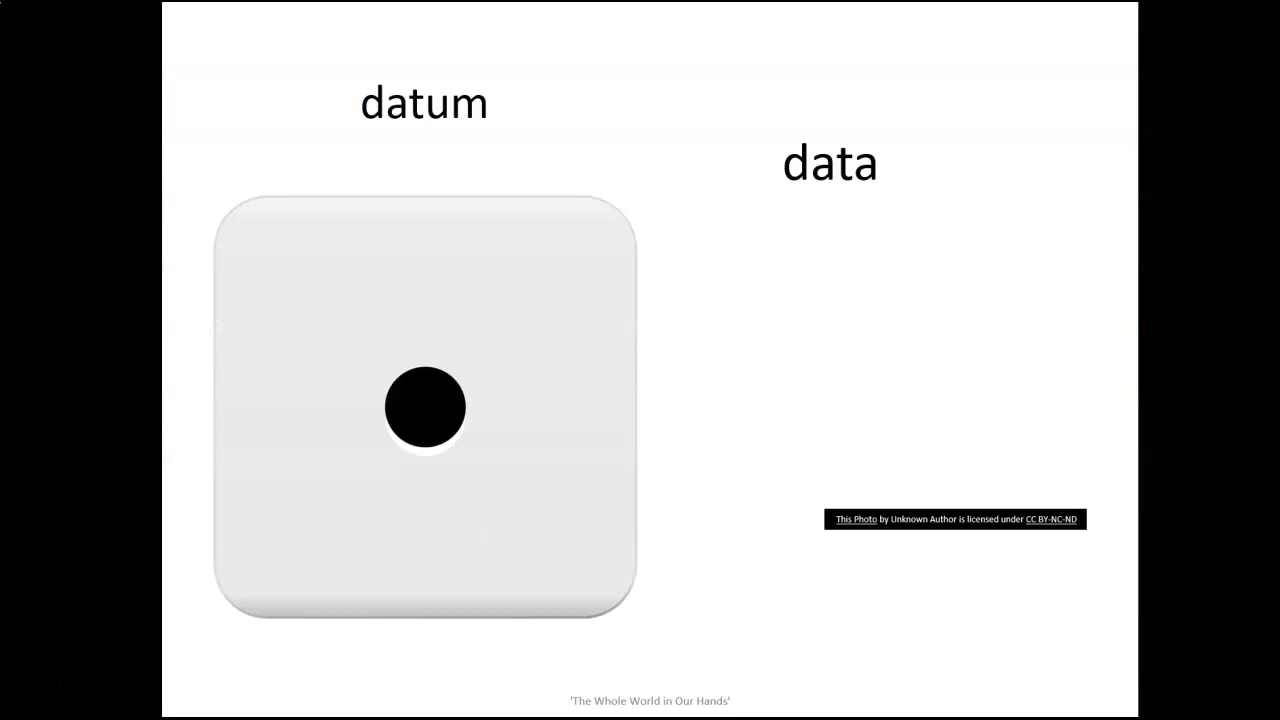 datum
data
This Photo by Unknown Author is licensed under CC BY-NC-ND
'The Whole World in Our Hands'